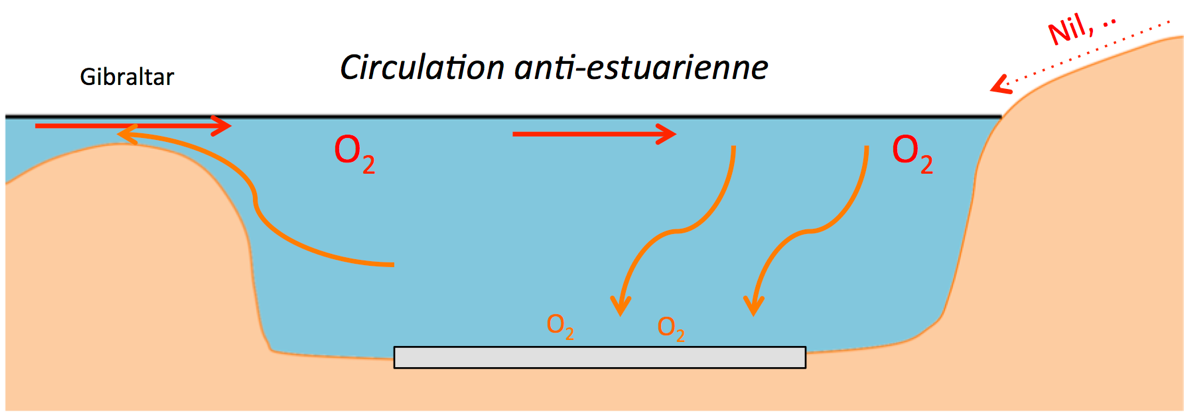 Nil, ..
Circulation anti-estuarienne
Gibraltar
O₂
O₂
O₂
O₂